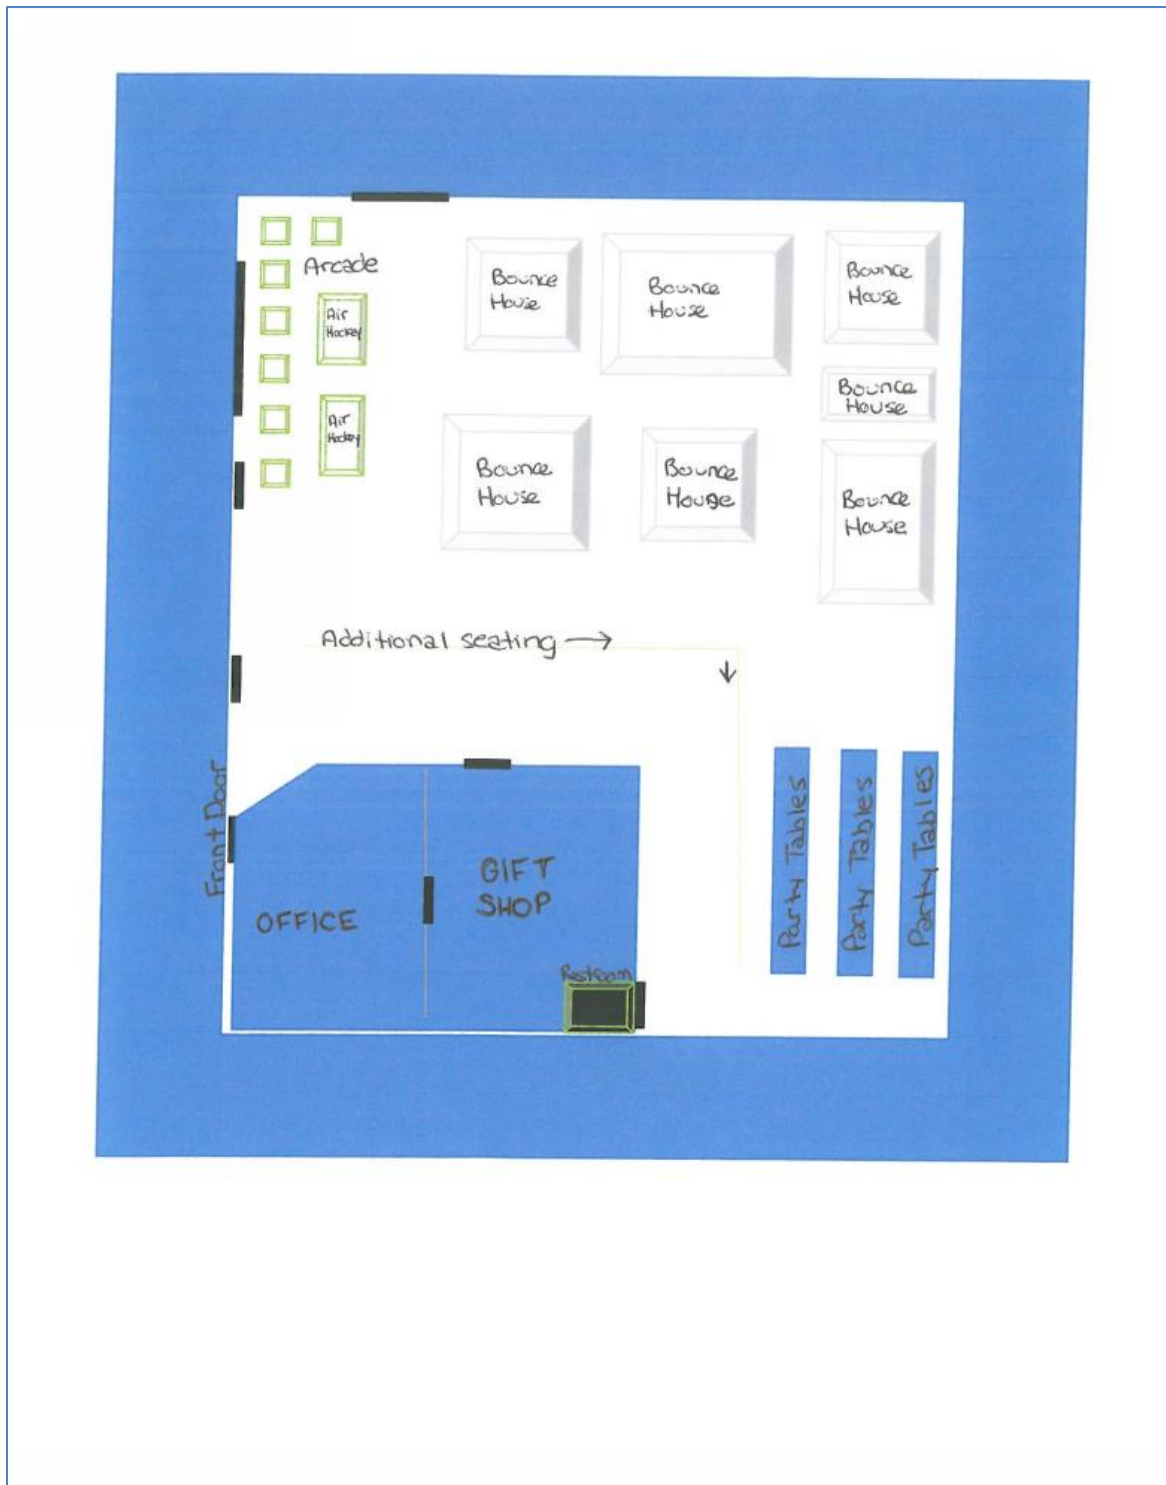 Arcade
Air
Hockey
Air
Hockey
Bounce
House
Bounce
House
Bounce
House
Bounce
House
Bounce
House
Bounce
House
Bounce
House
Additional seating →
↓
Front Door
OFFICE
GIFT
SHOP
Restroom
Party Tables
Party Tables
Party Tables